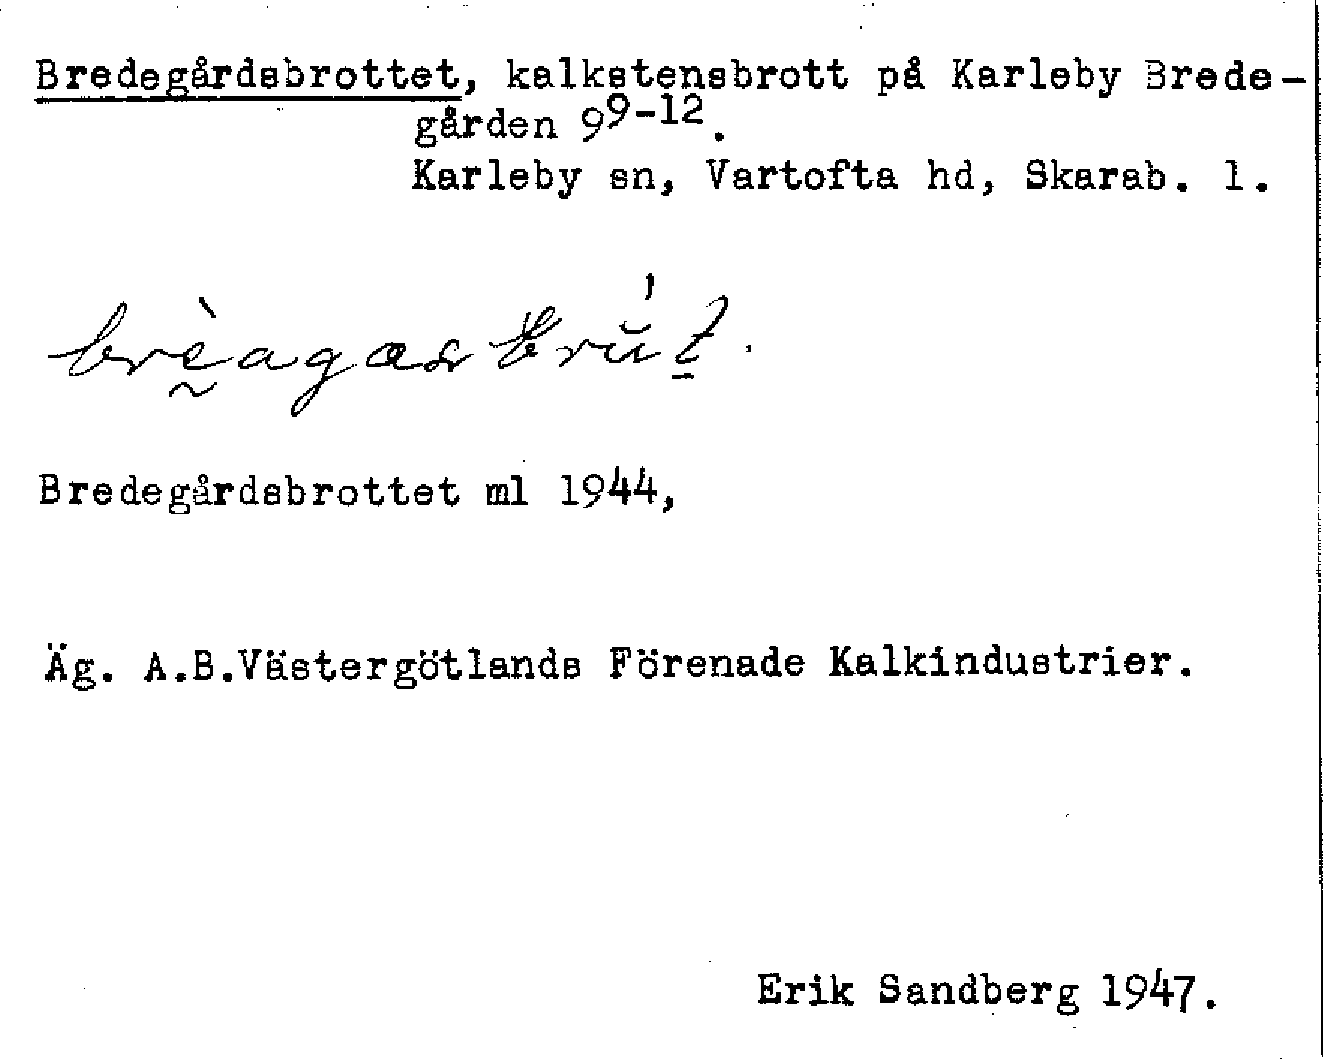 Bredegårdsbrottet, kalkstensbrott på Karleby Brede-
gården 9⁹⁻¹².
Karleby sn, Vartofta hd, Skarab. l.
Bredegårdsbrottet ml 1944,
Äg. A.B.Västergötlands Förenade Kalkindustrier.
Erik Sandberg 1947.